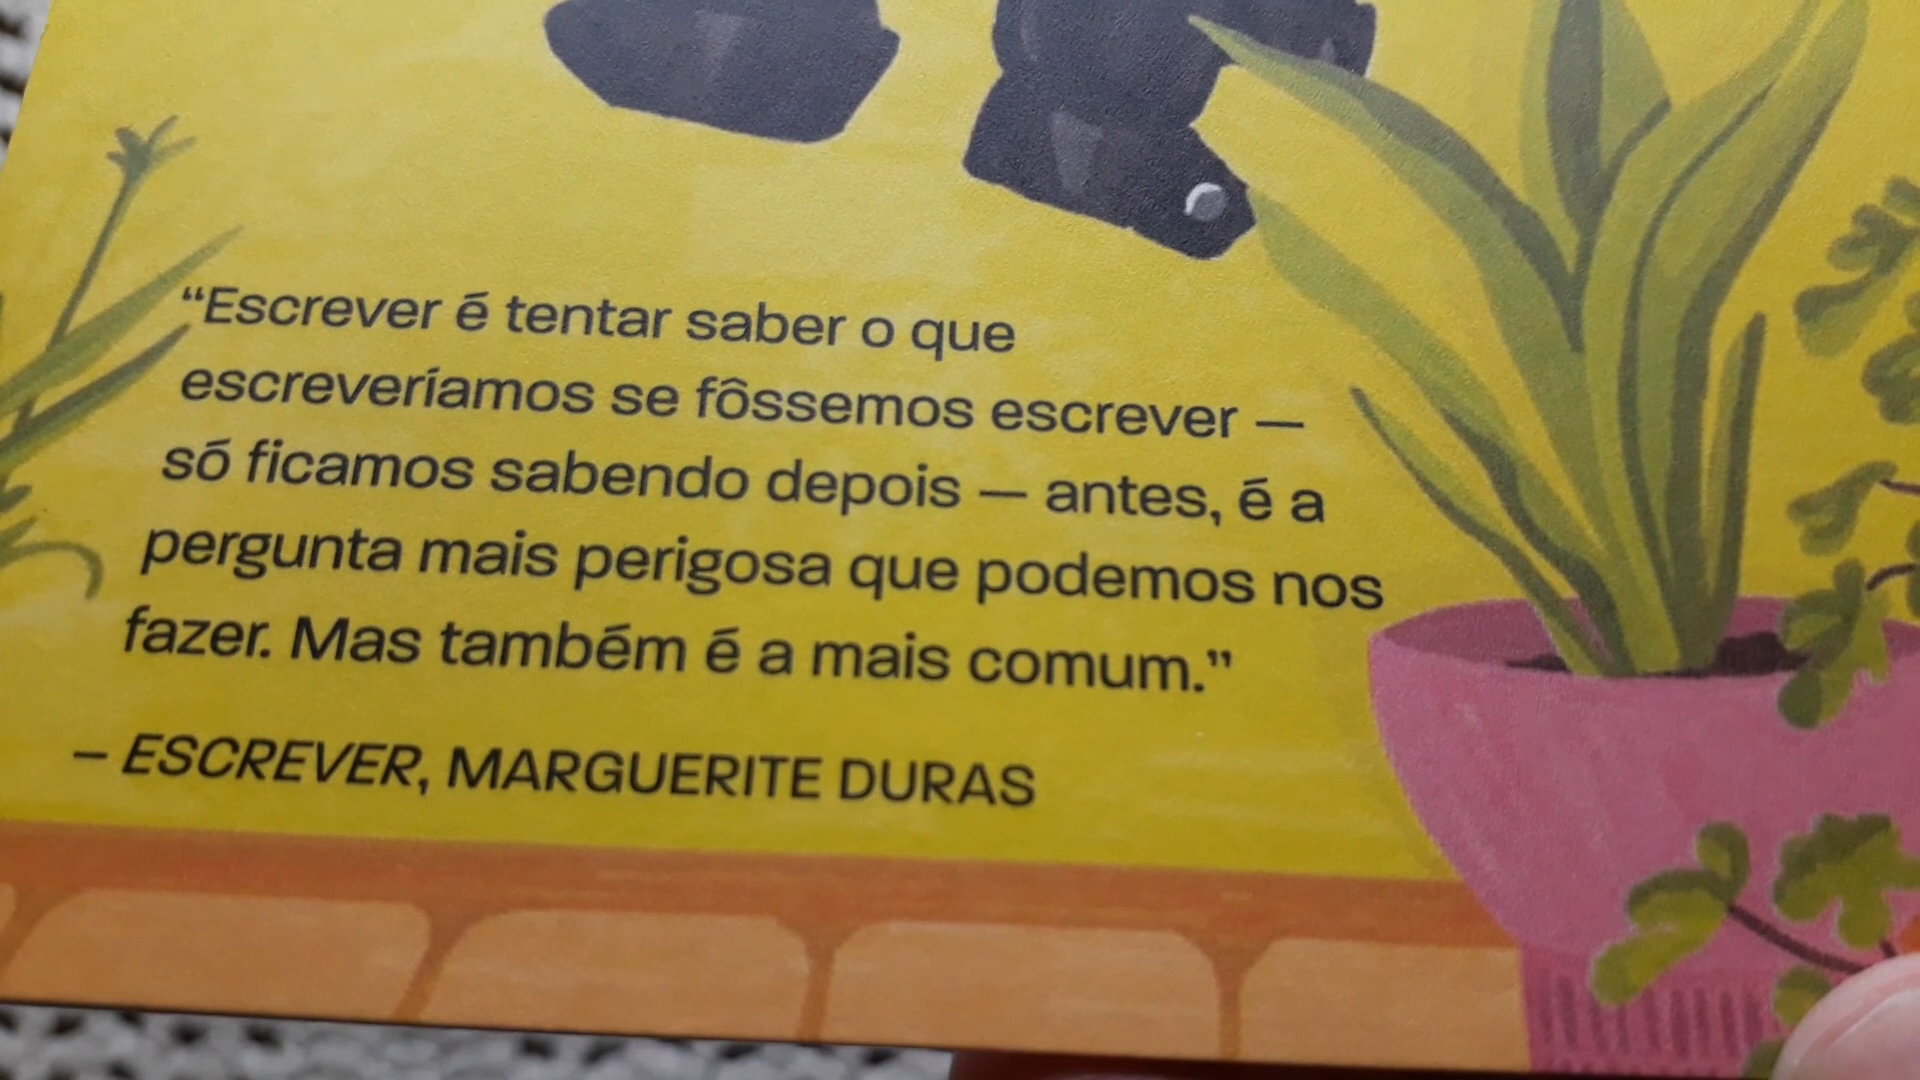 “Escrever é tentar saber o que
escreveríamos se fôssemos escrever —
só ficamos sabendo depois — antes, é a
pergunta mais perigosa que podemos nos
fazer. Mas também é a mais comum.”
– ESCREVER, MARGUERITE DURAS